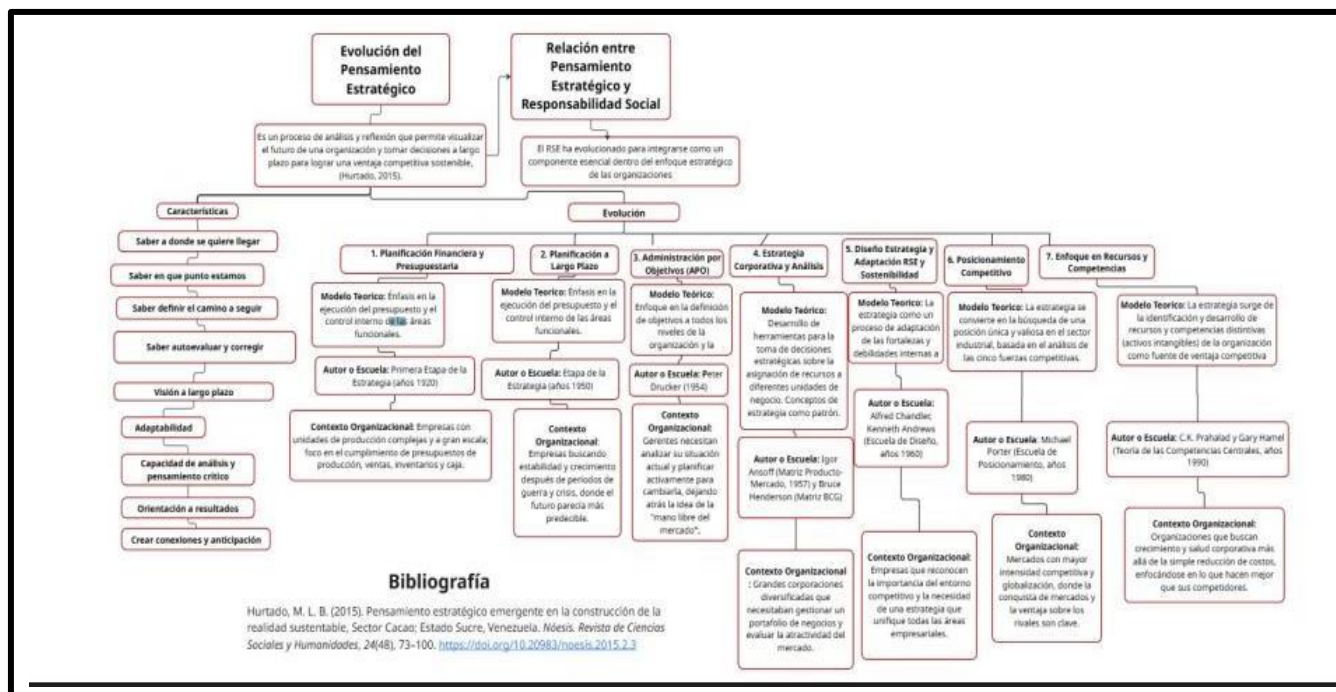 Evolución del
Pensamiento
Estratégico
Relación entre
Pensamiento
Estratégico y
Responsabilidad Social
Es un proceso de análisis y reflexión que permite visualizar
el futuro de una organización y tomar decisiones a largo
plazo para lograr una ventaja competitiva sostenible,
(Hurtado, 2015).
El RSE ha evolucionado para integrarse como un
componente esencial dentro del enfoque estratégico
de las organizaciones
Características
Saber a donde se quiere llegar
Saber en que punto estamos
Saber definir el camino a seguir
Saber autoevaluar y corregir
Visión a largo plazo
Adaptabilidad
Capacidad de análisis y
pensamiento crítico
Orientación a resultados
Crear conexiones y anticipación
Evolución
1. Planificación Financiera y
Presupuestaria
Modelo Teorico: Énfasis en la
ejecución del presupuesto y el
control interno de las áreas
funcionales.
Autor o Escuela: Primera Etapa de la
Estrategia (años 1920)
Contexto Organizacional: Empresas con
unidades de producción complejas y a gran escala;
foco en el cumplimiento de presupuestos de
producción, ventas, inventarios y caja.
2. Planificación a
Largo Plazo
Modelo Teorico: Énfasis en la
ejecución del presupuesto y el
control interno de las áreas
funcionales.
Autor o Escuela: Etapa de la
Estrategia (años 1950)
Contexto
Organizacional:
Empresas buscando
estabilidad y crecimiento
después de periodos de
guerra y crisis, donde el
futuro parecía más
predecible.
3. Administración por
Objetivos (APO)
Modelo Teórico:
Enfoque en la definición
de objetivos a todos los
niveles de la
organización y la
Autor o Escuela: Peter
Drucker (1954)
Contexto
Organizacional:
Gerentes necesitan
analizar su situación
actual y planificar
activamente para
cambiarla, dejando
atrás la idea de la
"mano libre del
mercado".
4. Estrategia
Corporativa y Análisis
Modelo Teórico:
Desarrollo de
herramientas para la
toma de decisiones
estratégicas sobre la
asignación de recursos a
diferentes unidades de
negocio. Conceptos de
estrategia como patrón.
Autor o Escuela: Igor
Ansoff (Matriz Producto-
Mercado, 1957) y Bruce
Henderson (Matriz BCG)
Contexto Organizacional
: Grandes corporaciones
diversificadas que
necesitaban gestionar un
portafolio de negocios y
evaluar la atractividad del
mercado.
5. Diseño Estrategia y
Adaptación RSE y
Sostenibilidad
Modelo Teorico: La
estrategia como un
proceso de adaptación
de las fortalezas y
debilidades internas a
Autor o Escuela:
Alfred Chandler,
Kenneth Andrews
(Escuela de Diseño,
años 1960)
Contexto Organizacional:
Empresas que reconocen
la importancia del entorno
competitivo y la necesidad
de una estrategia que
unifique todas las áreas
empresariales.
6. Posicionamiento
Competitivo
Modelo Teorico: La estrategia se
convierte en la búsqueda de una
posición única y valiosa en el sector
industrial, basada en el análisis de
las cinco fuerzas competitivas.
Autor o Escuela: Michael
Porter (Escuela de
Posicionamiento, años
1980)
Contexto
Organizacional:
Mercados con mayor
intensidad competitiva y
globalización, donde la
conquista de mercados y
la ventaja sobre los
rivales son clave.
7. Enfoque en Recursos y
Competencias
Modelo Teorico: La estrategia surge de
la identificación y desarrollo de
recursos y competencias distintivas
(activos intangibles) de la organización
como fuente de ventaja competitiva
Autor o Escuela: C.K. Prahalad y Gary Hamel
(Teoría de las Competencias Centrales, años
1990)
Contexto Organizacional:
Organizaciones que buscan
crecimiento y salud corporativa más
allá de la simple reducción de costos,
enfocándose en lo que hacen mejor
que sus competidores.
Bibliografía
Hurtado, M. L. B. (2015). Pensamiento estratégico emergente en la construcción de la
realidad sustentable, Sector Cacao; Estado Sucre, Venezuela. Nóesis. Revista de Ciencias
Sociales y Humanidades, 24(48), 73–100. https://doi.org/10.20983/noesis.2015.2.3